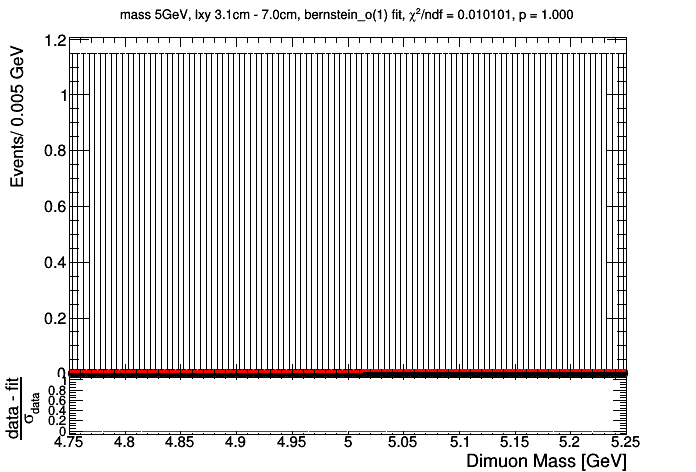 mass 5GeV, lxy 3.1cm - 7.0cm, bernstein_o(1) fit, χ²/ndf = 0.010101, p = 1.000
Events/ 0.005 GeV
1.2
1
0.8
0.6
0.4
0.2
0
data - fit
σdata
1
0.8
0.6
0.4
0.2
0
4.75 4.8 4.85 4.9 4.95 5 5.05 5.1 5.15 5.2 5.25
Dimuon Mass [GeV]